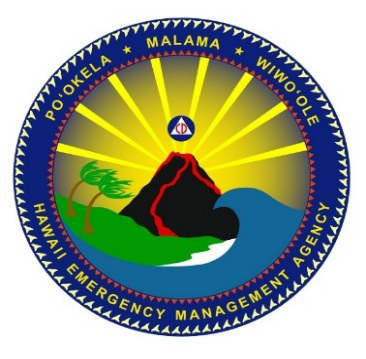 PO'OKELA ★ MALAMA ★ WIWO'OLE
HAWAII EMERGENCY MANAGEMENT AGENCY
CD